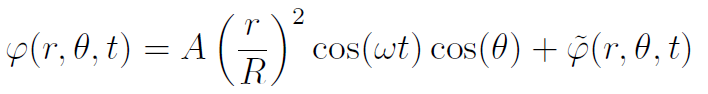 φ(r, θ, t) = A (r/R)² cos(ωt) cos(θ) + φ̃(r, θ, t)